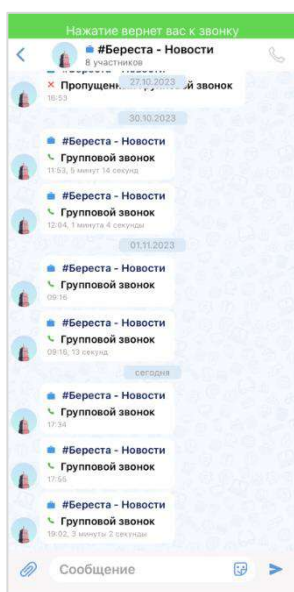 Нажатие вернет вас к звонку
#Береста - Новости
8 участников
27.10.2023
Пропущенн звонок
16:53
30.10.2023
#Береста - Новости
Групповой звонок
11:53, 5 минут 14 секунд
#Береста - Новости
Групповой звонок
12:04, 1 минута 4 секунды
01.11.2023
#Береста - Новости
Групповой звонок
09:16
#Береста - Новости
Групповой звонок
09:16, 13 секунд
сегодня
#Береста - Новости
Групповой звонок
17:34
#Береста - Новости
Групповой звонок
17:56
#Береста - Новости
Групповой звонок
19:02, 3 минуты 2 секунды
Сообщение